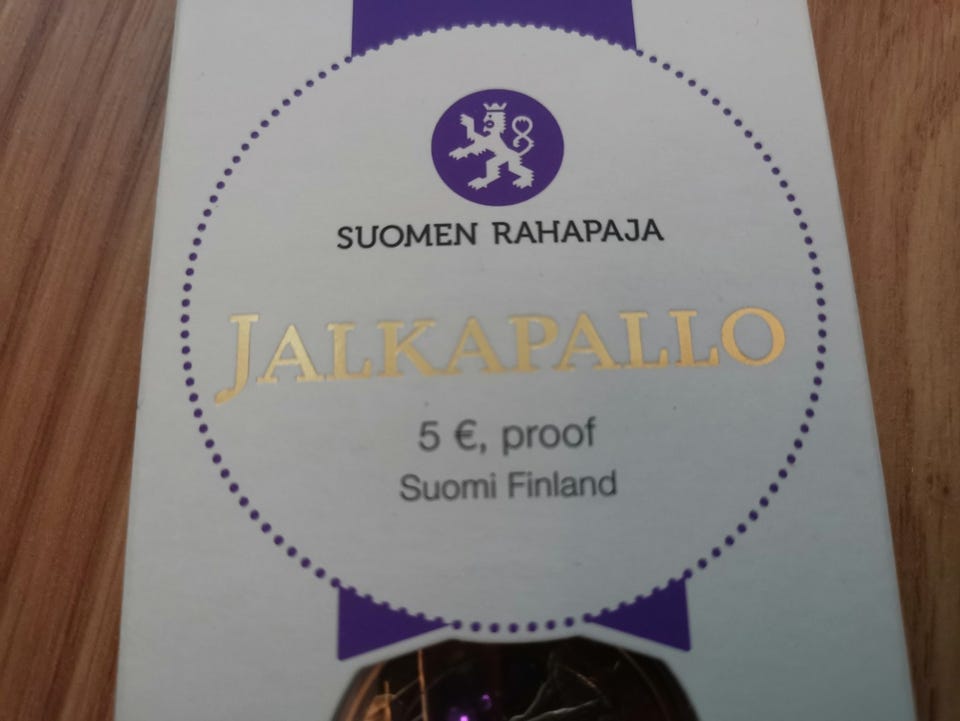 SUOMEN RAHAPAJA
JALKAPALLO
5 €, proof
Suomi Finland